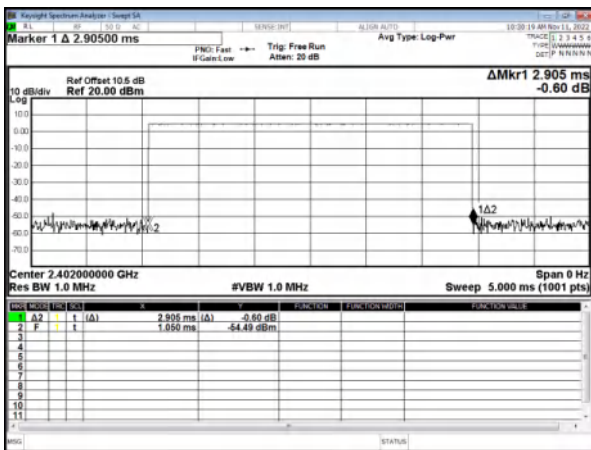 Keysight Spectrum Analyzer - Swept SA
RL RF 50 Ω AC SENSE:INT ALIGN AUTO 10:30:19 AM Nov 11, 2022
Marker 1 Δ 2.90500 ms Avg Type: Log-Pwr TRACE 1 2 3 4 5 6
PNO: Fast Trig: Free Run TYPE WWWWWW
IFGain:Low Atten: 20 dB DET P N N N N N
ΔMkr1 2.905 ms
-0.60 dB
Ref Offset 10.5 dB
10 dB/div Ref 20.00 dBm
Log
10.0
0.00
-10.0
-20.0
-30.0
-40.0
-50.0
-60.0
-70.0
1Δ2
2
Center 2.402000000 GHz Span 0 Hz
Res BW 1.0 MHz #VBW 1.0 MHz Sweep 5.000 ms (1001 pts)
MKR MODE TRC SCL X Y FUNCTION FUNCTION WIDTH FUNCTION VALUE
1 Δ2 1 t (Δ) 2.905 ms (Δ) -0.60 dB
2 F 1 t 1.050 ms -54.49 dBm
3
4
5
6
7
8
9
10
11
MSG STATUS